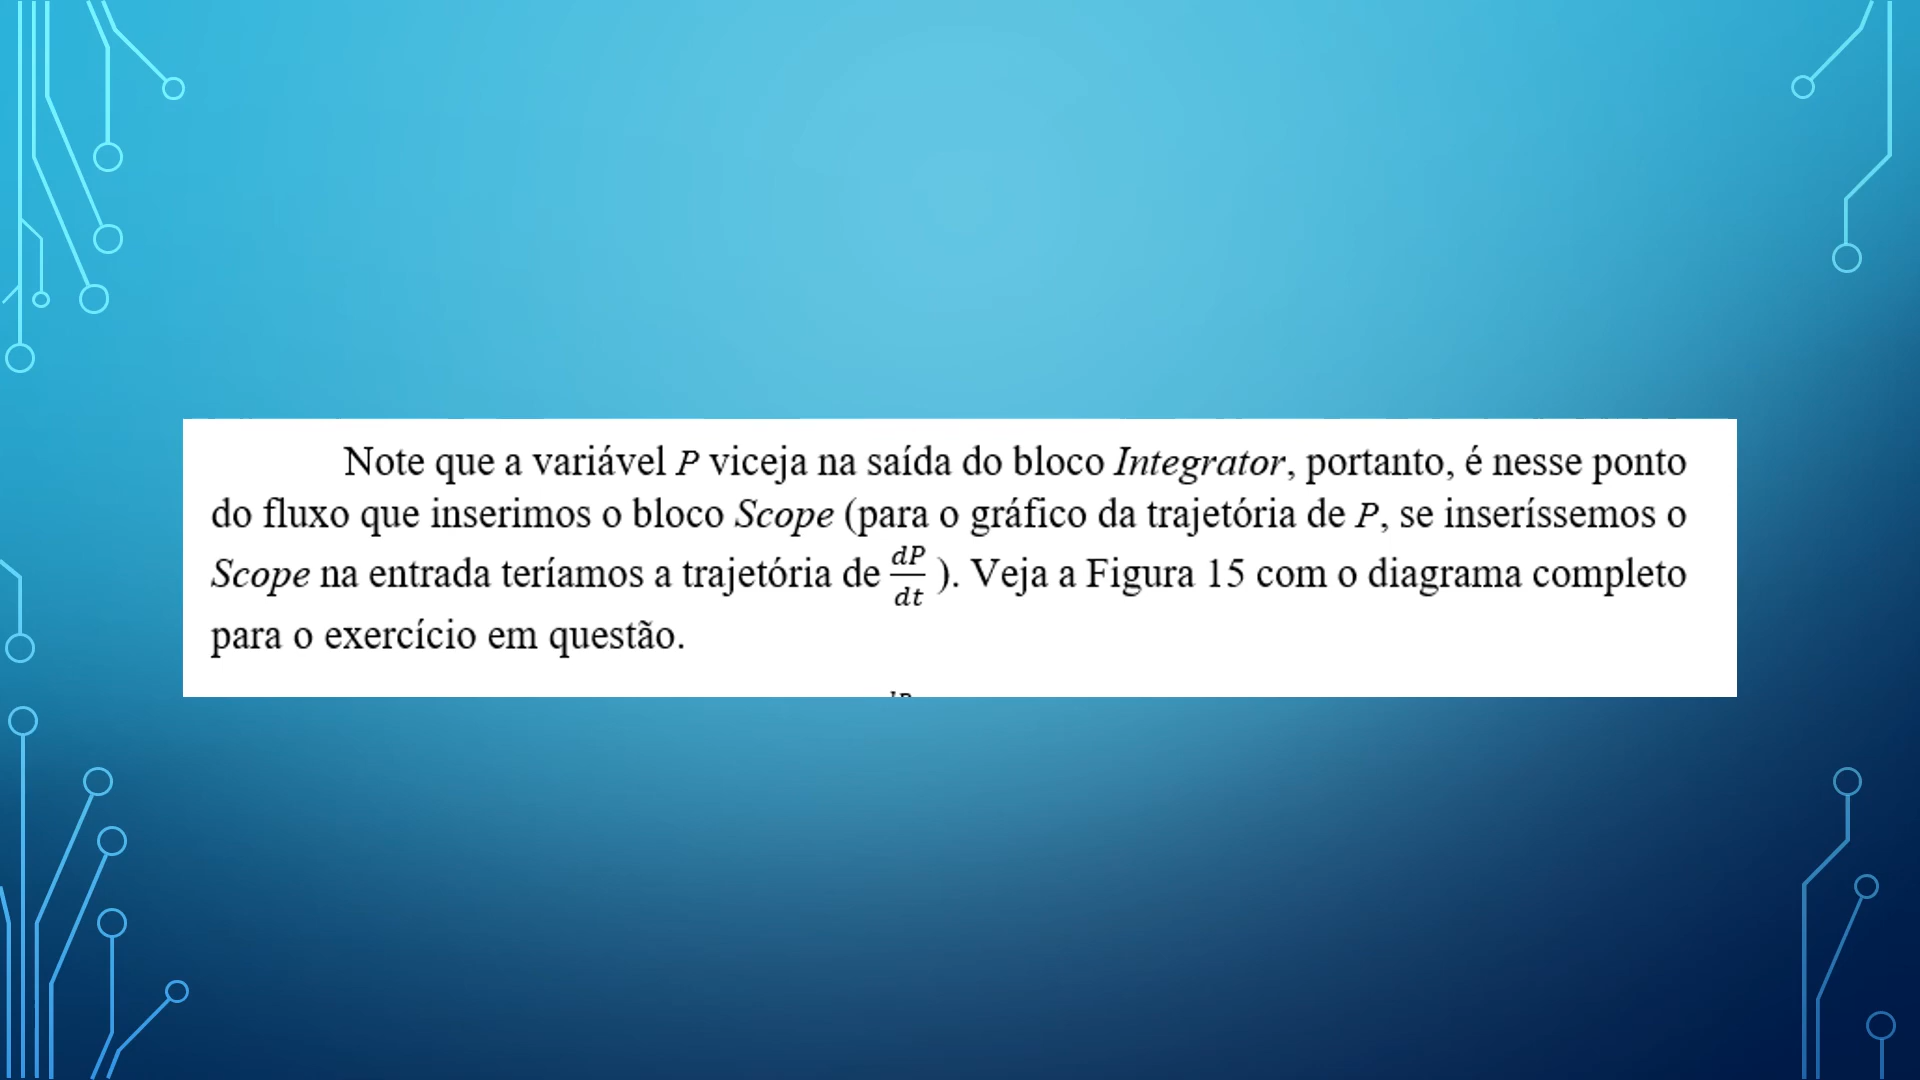 Note que a variável P viceja na saída do bloco Integrator, portanto, é nesse ponto
do fluxo que inserimos o bloco Scope (para o gráfico da trajetória de P, se inseríssemos o
Scope na entrada teríamos a trajetória de dP/dt ). Veja a Figura 15 com o diagrama completo
para o exercício em questão.